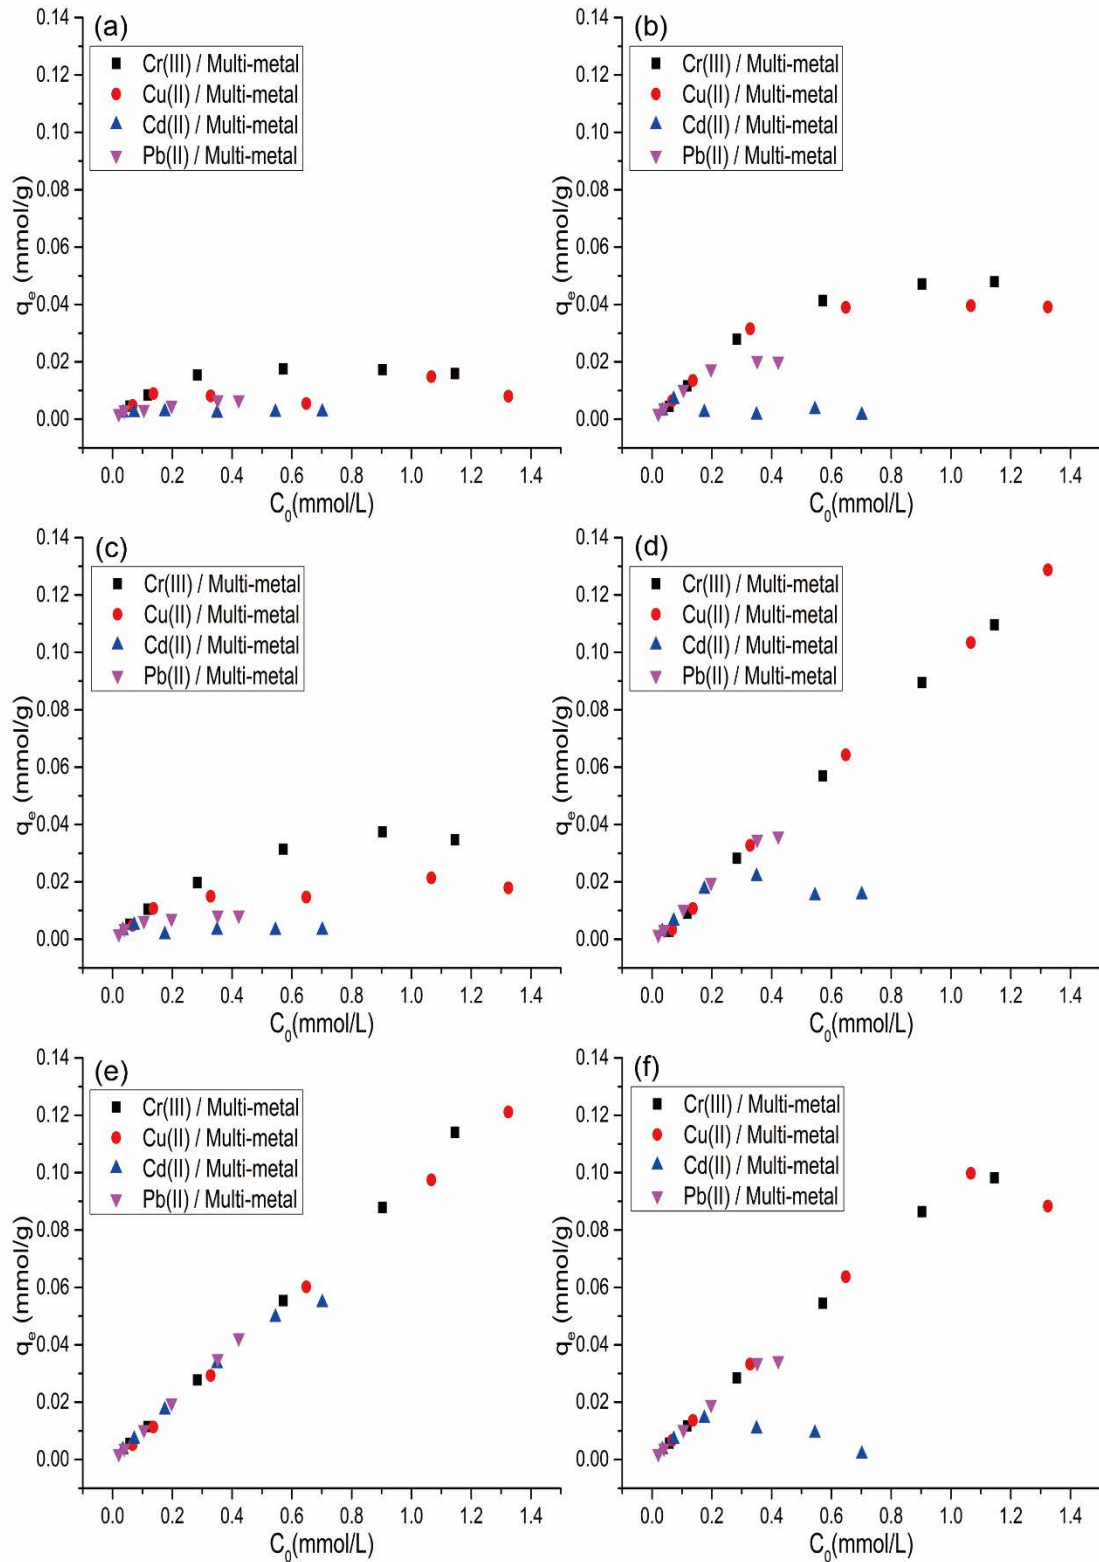 (a)
Cr(III) / Multi-metal
Cu(II) / Multi-metal
Cd(II) / Multi-metal
Pb(II) / Multi-metal
0.14
0.12
0.10
0.08
0.06
0.04
0.02
0.00
qe (mmol/g)
0.0 0.2 0.4 0.6 0.8 1.0 1.2 1.4
C0(mmol/L)
(b)
Cr(III) / Multi-metal
Cu(II) / Multi-metal
Cd(II) / Multi-metal
Pb(II) / Multi-metal
0.14
0.12
0.10
0.08
0.06
0.04
0.02
0.00
qe (mmol/g)
0.0 0.2 0.4 0.6 0.8 1.0 1.2 1.4
C0(mmol/L)
(c)
Cr(III) / Multi-metal
Cu(II) / Multi-metal
Cd(II) / Multi-metal
Pb(II) / Multi-metal
0.14
0.12
0.10
0.08
0.06
0.04
0.02
0.00
qe (mmol/g)
0.0 0.2 0.4 0.6 0.8 1.0 1.2 1.4
C0(mmol/L)
(d)
Cr(III) / Multi-metal
Cu(II) / Multi-metal
Cd(II) / Multi-metal
Pb(II) / Multi-metal
0.14
0.12
0.10
0.08
0.06
0.04
0.02
0.00
qe (mmol/g)
0.0 0.2 0.4 0.6 0.8 1.0 1.2 1.4
C0(mmol/L)
(e)
Cr(III) / Multi-metal
Cu(II) / Multi-metal
Cd(II) / Multi-metal
Pb(II) / Multi-metal
0.14
0.12
0.10
0.08
0.06
0.04
0.02
0.00
qe (mmol/g)
0.0 0.2 0.4 0.6 0.8 1.0 1.2 1.4
C0(mmol/L)
(f)
Cr(III) / Multi-metal
Cu(II) / Multi-metal
Cd(II) / Multi-metal
Pb(II) / Multi-metal
0.14
0.12
0.10
0.08
0.06
0.04
0.02
0.00
qe (mmol/g)
0.0 0.2 0.4 0.6 0.8 1.0 1.2 1.4
C0(mmol/L)